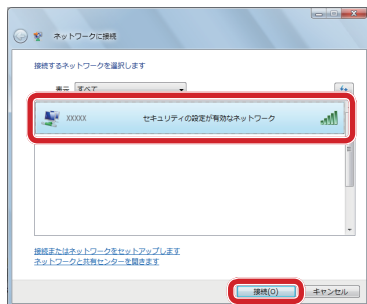 ネットワークに接続
接続するネットワークを選択します
表示 すべて
XXXXX セキュリティの設定が有効なネットワーク
接続またはネットワークをセットアップします
ネットワークと共有センターを開きます
接続(O) キャンセル